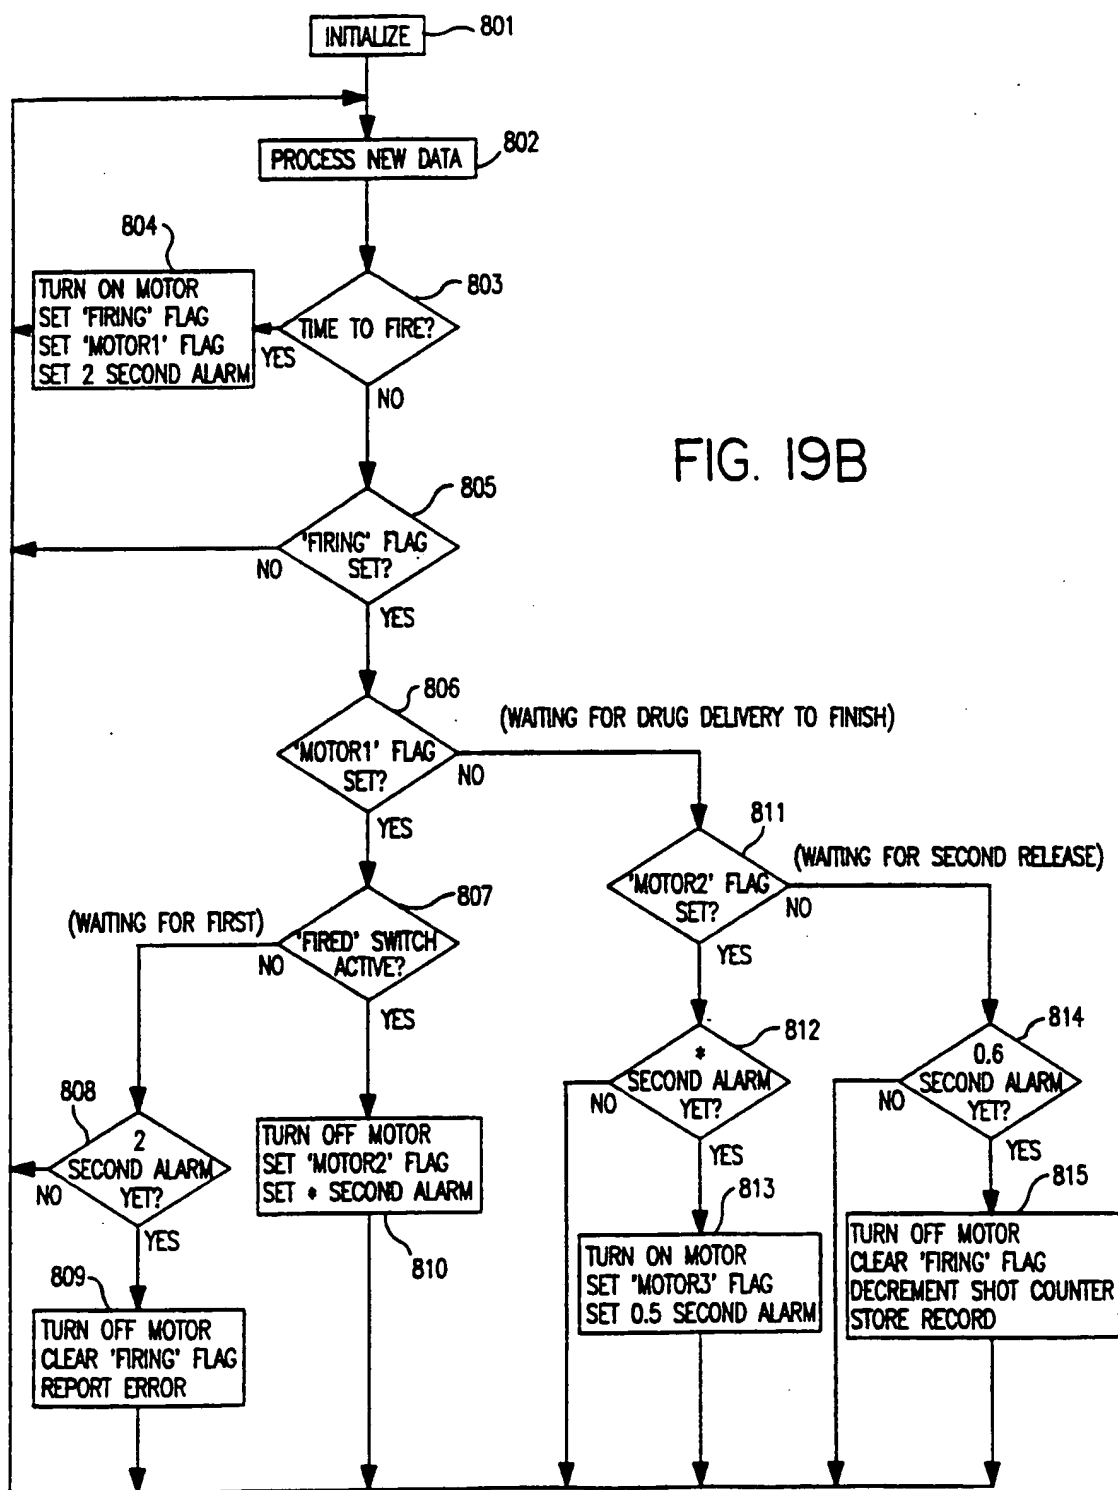 INITIALIZE
801
PROCESS NEW DATA
802
804
TURN ON MOTOR
SET 'FIRING' FLAG
SET 'MOTOR1' FLAG
SET 2 SECOND ALARM
803
TIME TO FIRE?
YES
NO
FIG. 19B
805
'FIRING' FLAG
SET?
NO
YES
806
'MOTOR1' FLAG
SET?
(WAITING FOR DRUG DELIVERY TO FINISH)
NO
YES
811
'MOTOR2' FLAG
SET?
(WAITING FOR SECOND RELEASE)
NO
YES
(WAITING FOR FIRST)
807
'FIRED' SWITCH
ACTIVE?
NO
YES
808
2
SECOND ALARM
YET?
NO
YES
809
TURN OFF MOTOR
CLEAR 'FIRING' FLAG
REPORT ERROR
TURN OFF MOTOR
SET 'MOTOR2' FLAG
SET * SECOND ALARM
810
812
*
SECOND ALARM
YET?
NO
YES
813
TURN ON MOTOR
SET 'MOTOR3' FLAG
SET 0.5 SECOND ALARM
814
0.6
SECOND ALARM
YET?
NO
YES
815
TURN OFF MOTOR
CLEAR 'FIRING' FLAG
DECREMENT SHOT COUNTER
STORE RECORD